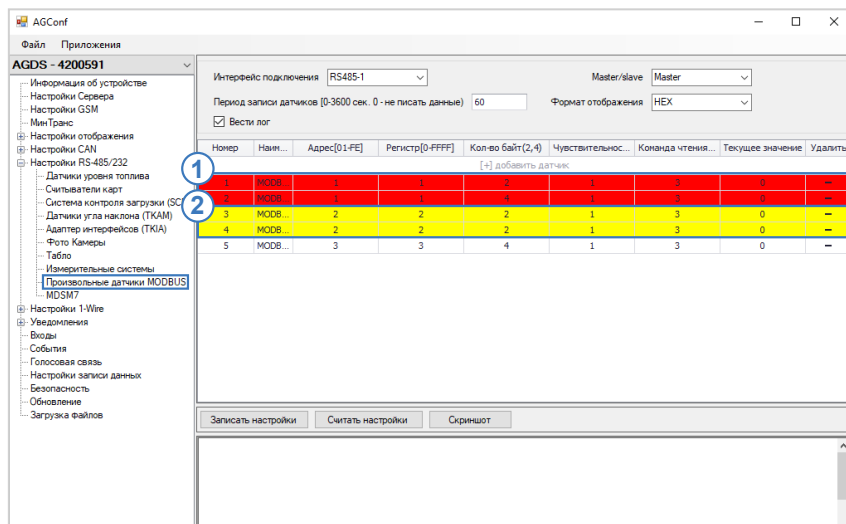 AGConf
Файл Приложения
AGDS - 4200591
Информация об устройстве
Настройки Сервера
Настройки GSM
МинТранс
Настройки отображения
Настройки CAN
Настройки RS-485/232
Датчики уровня топлива
Считыватели карт
Система контроля загрузки (SC
Датчики угла наклона (TKAM)
Адаптер интерфейсов (TKIA)
Фото Камеры
Табло
Измерительные системы
Произвольные датчики MODBUS
MDSM7
Настройки 1-Wire
Уведомления
Входы
События
Голосовая связь
Настройки записи данных
Безопасность
Обновление
Загрузка файлов
Интерфейс подключения RS485-1 Master/slave Master
Период записи датчиков [0-3600 сек. 0 - не писать данные) 60 Формат отображения HEX
Вести лог
Номер Наим... Адрес[01-FE] Регистр[0-FFFF] Кол-во байт(2,4) Чувствительнос... Команда чтения... Текущее значение Удалить
[+] добавить датчик
1
1 MODB... 1 1 2 1 3 0 –
2
2 MODB... 1 1 4 1 3 0 –
3 MODB... 2 2 2 1 3 0 –
4 MODB... 2 2 2 1 3 0 –
5 MODB... 3 3 4 1 3 0 –
Записать настройки Считать настройки Скриншот